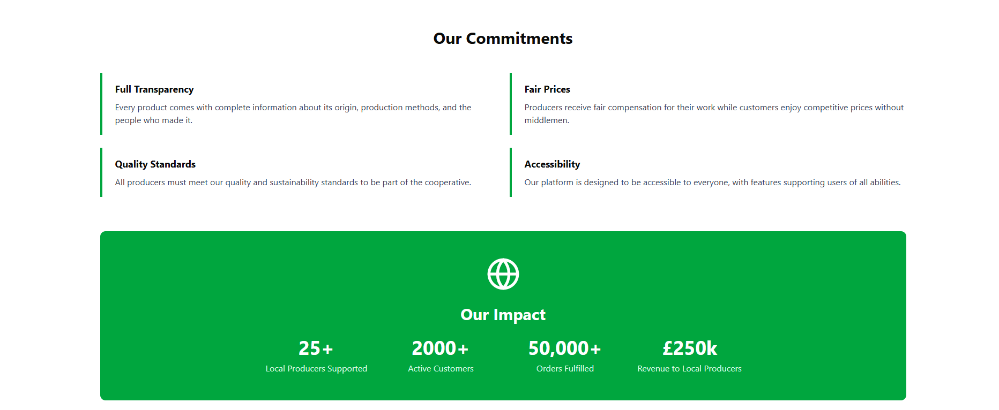 Our Commitments
Full Transparency
Every product comes with complete information about its origin, production methods, and the
people who made it.
Fair Prices
Producers receive fair compensation for their work while customers enjoy competitive prices without
middlemen.
Quality Standards
All producers must meet our quality and sustainability standards to be part of the cooperative.
Accessibility
Our platform is designed to be accessible to everyone, with features supporting users of all abilities.
Our Impact
25+
Local Producers Supported
2000+
Active Customers
50,000+
Orders Fulfilled
£250k
Revenue to Local Producers